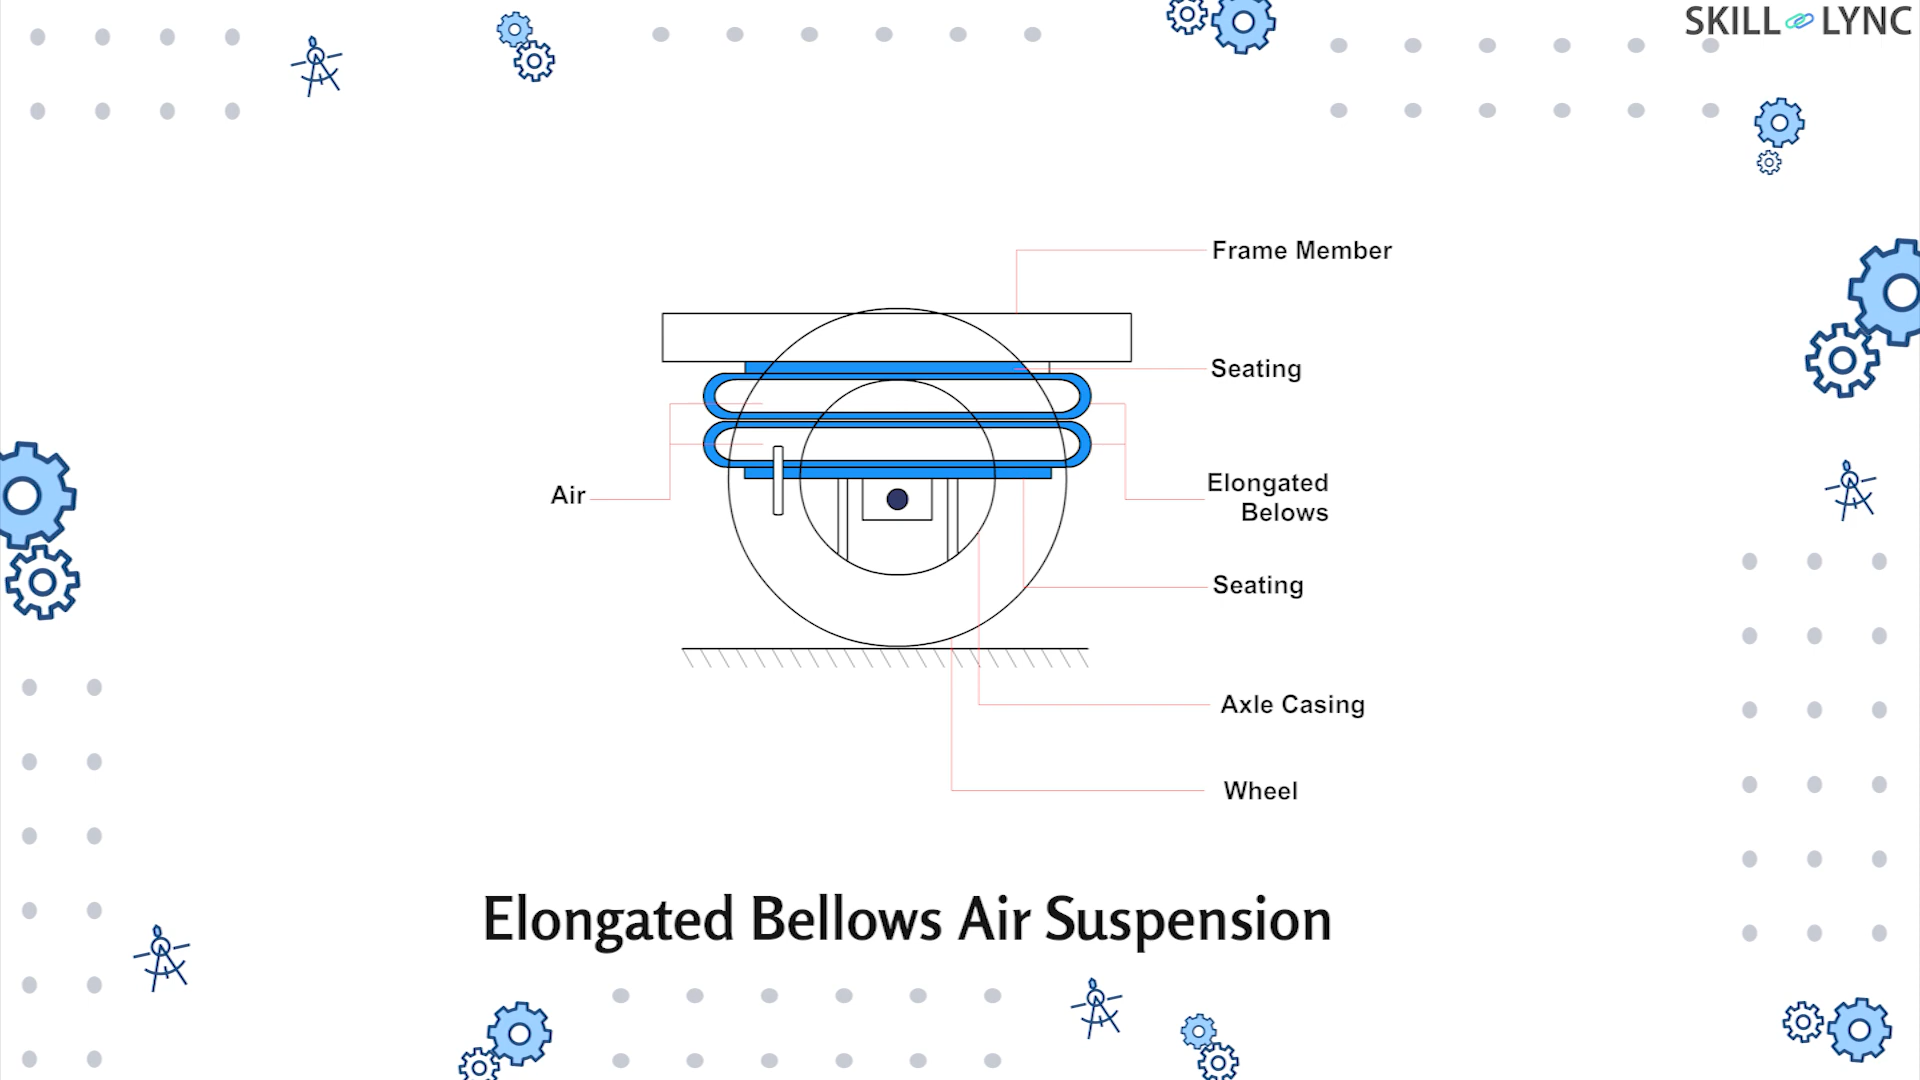 SKILL LYNC
Frame Member
Seating
Air
Elongated
Belows
Seating
Axle Casing
Wheel
Elongated Bellows Air Suspension